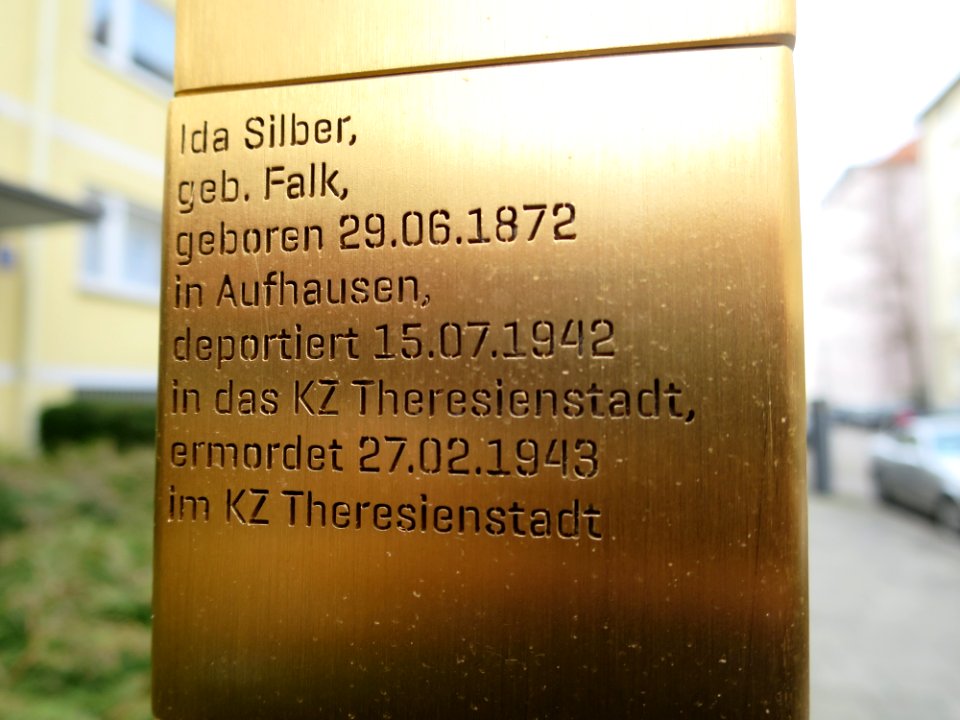 Ida Silber,
geb. Falk,
geboren 29.06.1872
in Aufhausen,
deportiert 15.07.1942
in das KZ Theresienstadt,
ermordet 27.02.1943
im KZ Theresienstadt